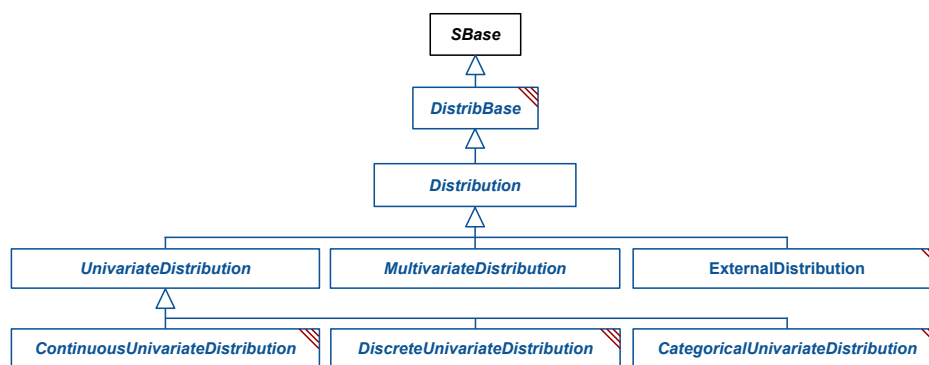 SBase
DistribBase
Distribution
UnivariateDistribution
MultivariateDistribution
ExternalDistribution
ContinuousUnivariateDistribution
DiscreteUnivariateDistribution
CategoricalUnivariateDistribution